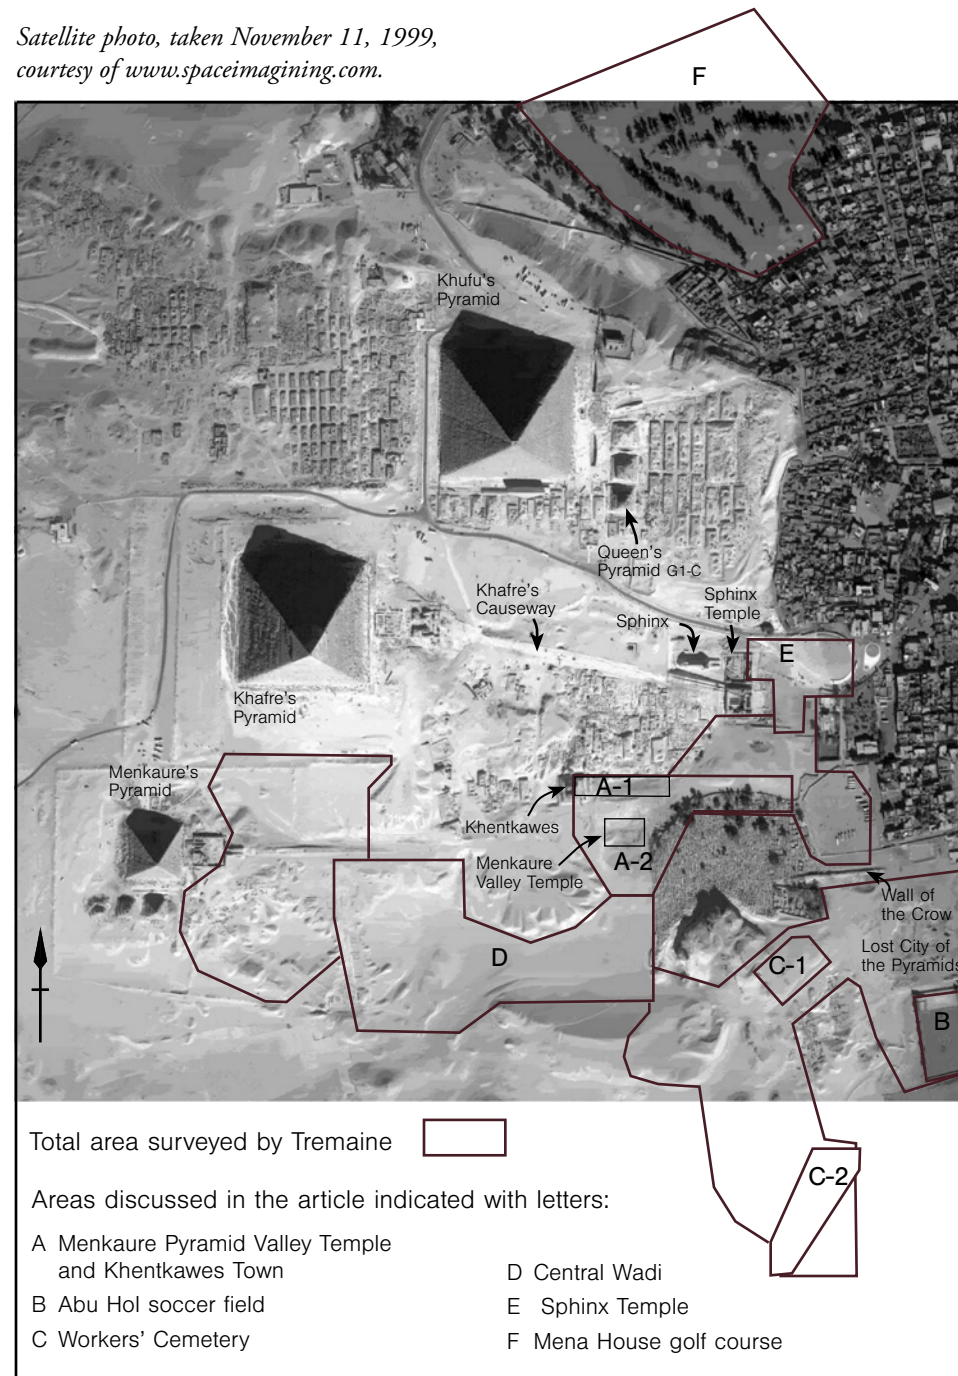 Satellite photo, taken November 11, 1999,
courtesy of www.spaceimagining.com.
F
Khufu's
Pyramid
Queen's
Pyramid G1-C
Khafre's
Causeway
Sphinx
Temple
Sphinx
E
Khafre's
Pyramid
Menkaure's
Pyramid
A-1
Khentkawes
A-2
Menkaure
Valley Temple
Wall of
the Crow
Lost City of
the Pyramids
D
C-1
B
C-2
Total area surveyed by Tremaine
Areas discussed in the article indicated with letters:
A Menkaure Pyramid Valley Temple
and Khentkawes Town
B Abu Hol soccer field
C Workers' Cemetery
D Central Wadi
E Sphinx Temple
F Mena House golf course